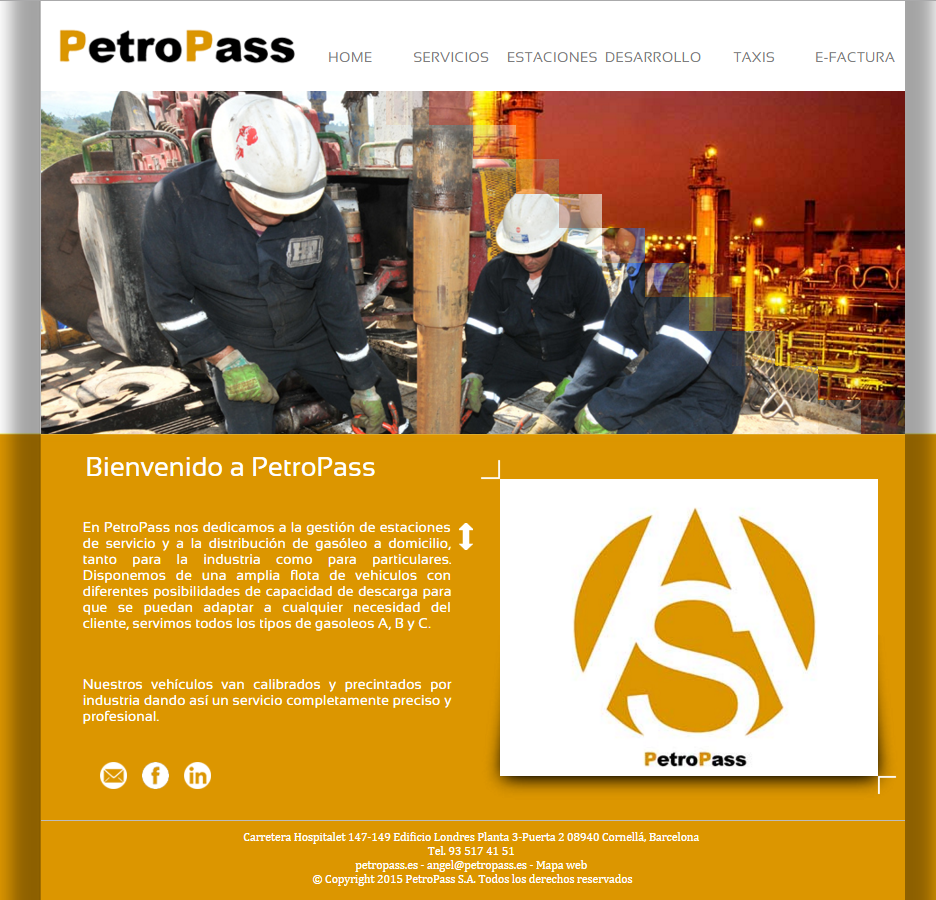 PetroPass
HOME SERVICIOS ESTACIONES DESARROLLO TAXIS E-FACTURA
Bienvenido a PetroPass
En PetroPass nos dedicamos a la gestión de estaciones
de servicio y a la distribución de gasóleo a domicilio,
tanto para la industria como para particulares.
Disponemos de una amplia flota de vehiculos con
diferentes posibilidades de capacidad de descarga para
que se puedan adaptar a cualquier necesidad del
cliente, servimos todos los tipos de gasoleos A, B y C.
Nuestros vehículos van calibrados y precintados por
industria dando así un servicio completamente preciso y
profesional.
AS
PetroPass
Carretera Hospitalet 147-149 Edificio Londres Planta 3-Puerta 2 08940 Cornellá, Barcelona
Tel. 93 517 41 51
petropass.es - angel@petropass.es - Mapa web
© Copyright 2015 PetroPass S.A. Todos los derechos reservados